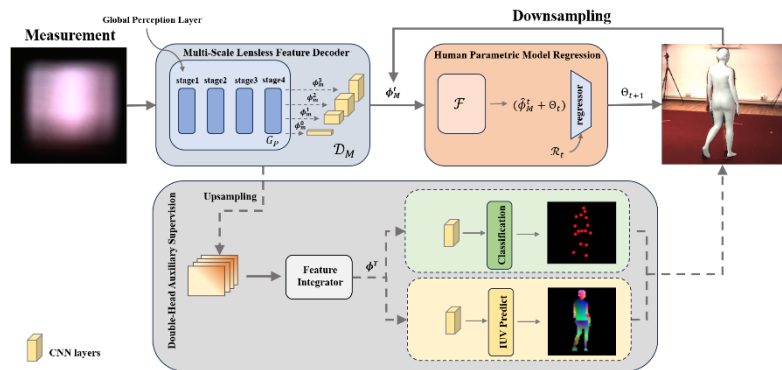 Downsampling
Measurement
Global Perception Layer
Multi-Scale Lensless Feature Decoder
Human Parametric Model Regression
stage1 stage2 stage3 stage4
G_P
D_M
ϕ_M^t
F
(ϕ̂_M^t + Θ_t)
regressor
R_t
Θ_{t+1}
Double-Head Auxiliary Supervision
Upsampling
Feature
Integrator
ϕ^T
Classification
IUV Predict
CNN layers